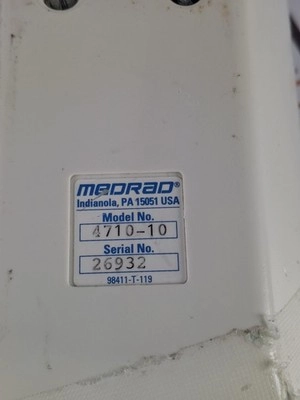 MEDRAD®
Indianola, PA 15051 USA
Model No.
4710-10
Serial No.
26932
98411-T-119